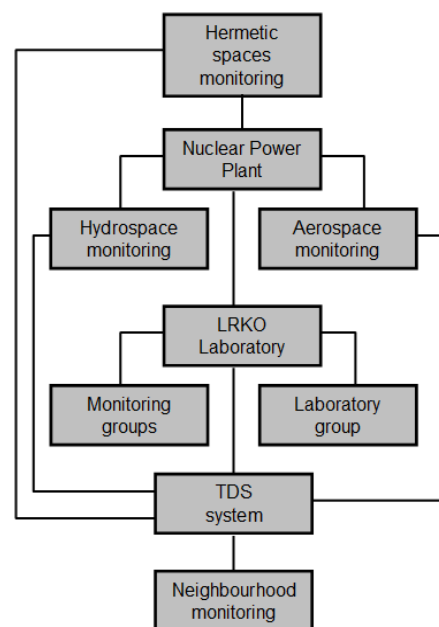 Hermetic
spaces
monitoring
Nuclear Power
Plant
Hydrospace
monitoring
Aerospace
monitoring
LRKO
Laboratory
Monitoring
groups
Laboratory
group
TDS
system
Neighbourhood
monitoring